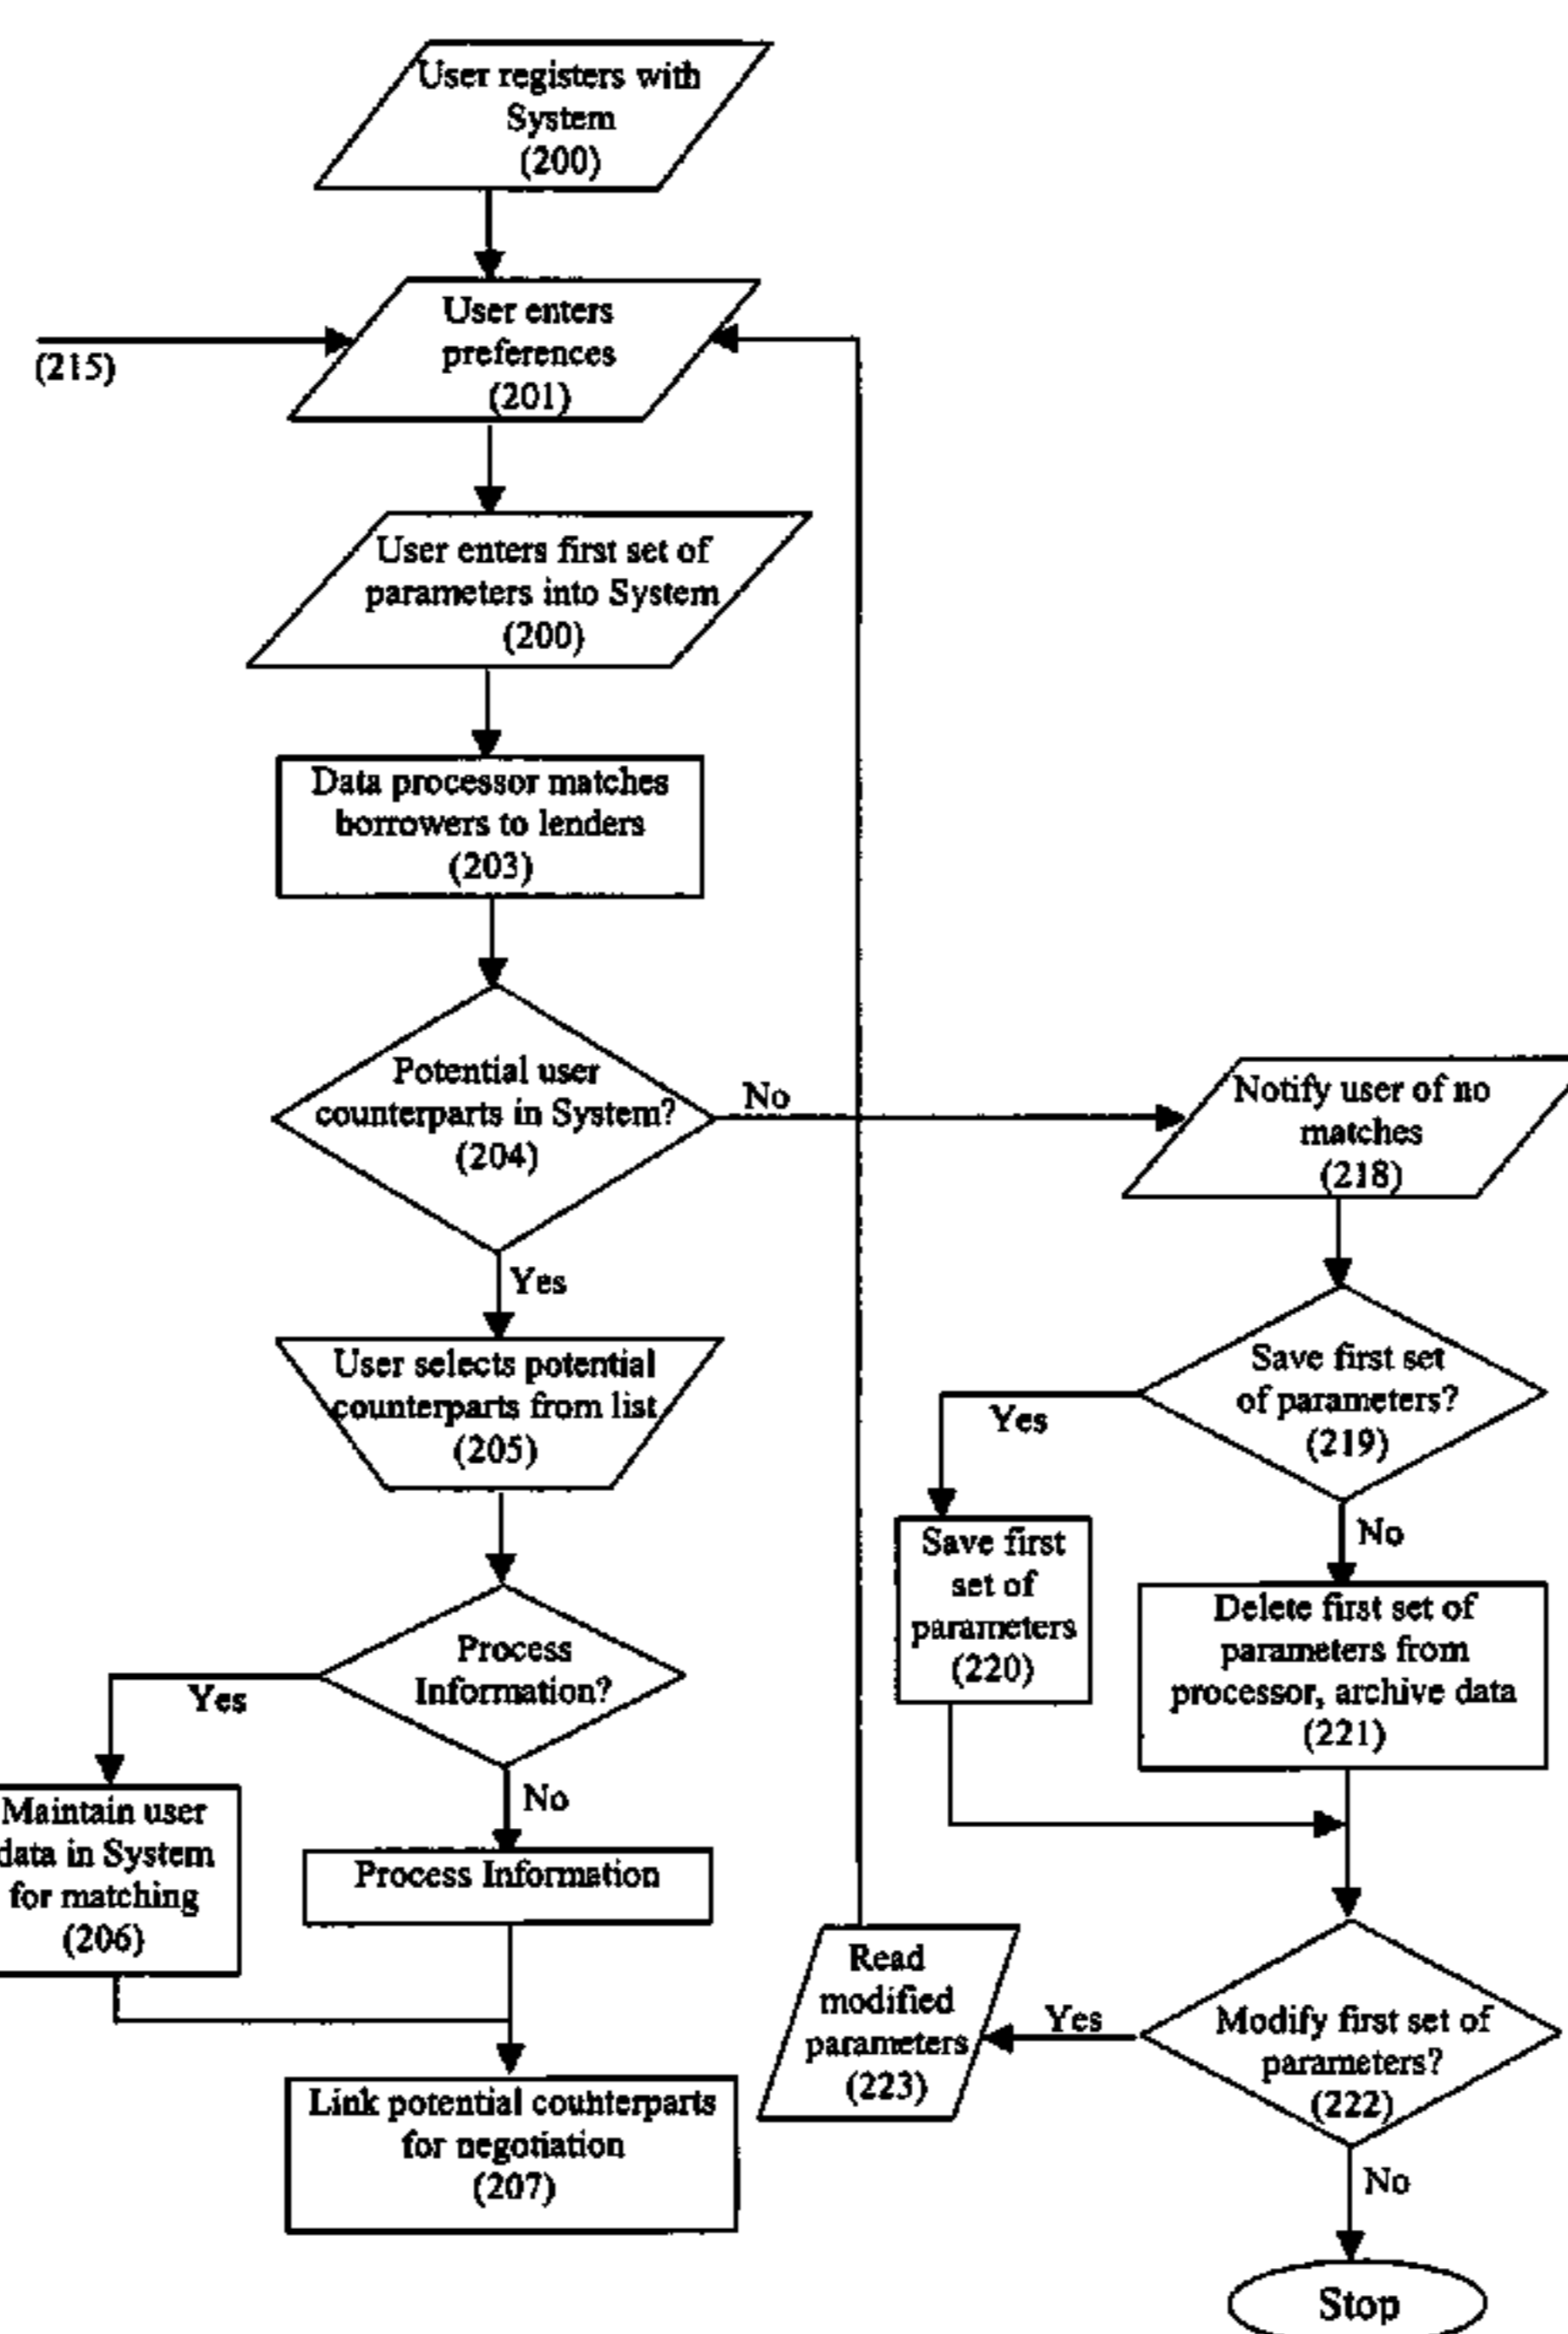 User registers with
System
(200)
User enters
preferences
(201)
(215)
User enters first set of
parameters into System
(200)
Data processor matches
borrowers to lenders
(203)
Potential user
counterparts in System?
(204)
No
Yes
User selects potential
counterparts from list
(205)
Process
Information?
Yes
No
Maintain user
data in System
for matching
(206)
Process Information
Link potential counterparts
for negotiation
(207)
Notify user of no
matches
(218)
Save first set
of parameters?
(219)
Yes
No
Save first
set of
parameters
(220)
Delete first set of
parameters from
processor, archive data
(221)
Modify first set of
parameters?
(222)
Yes
Read
modified
parameters
(223)
No
Stop